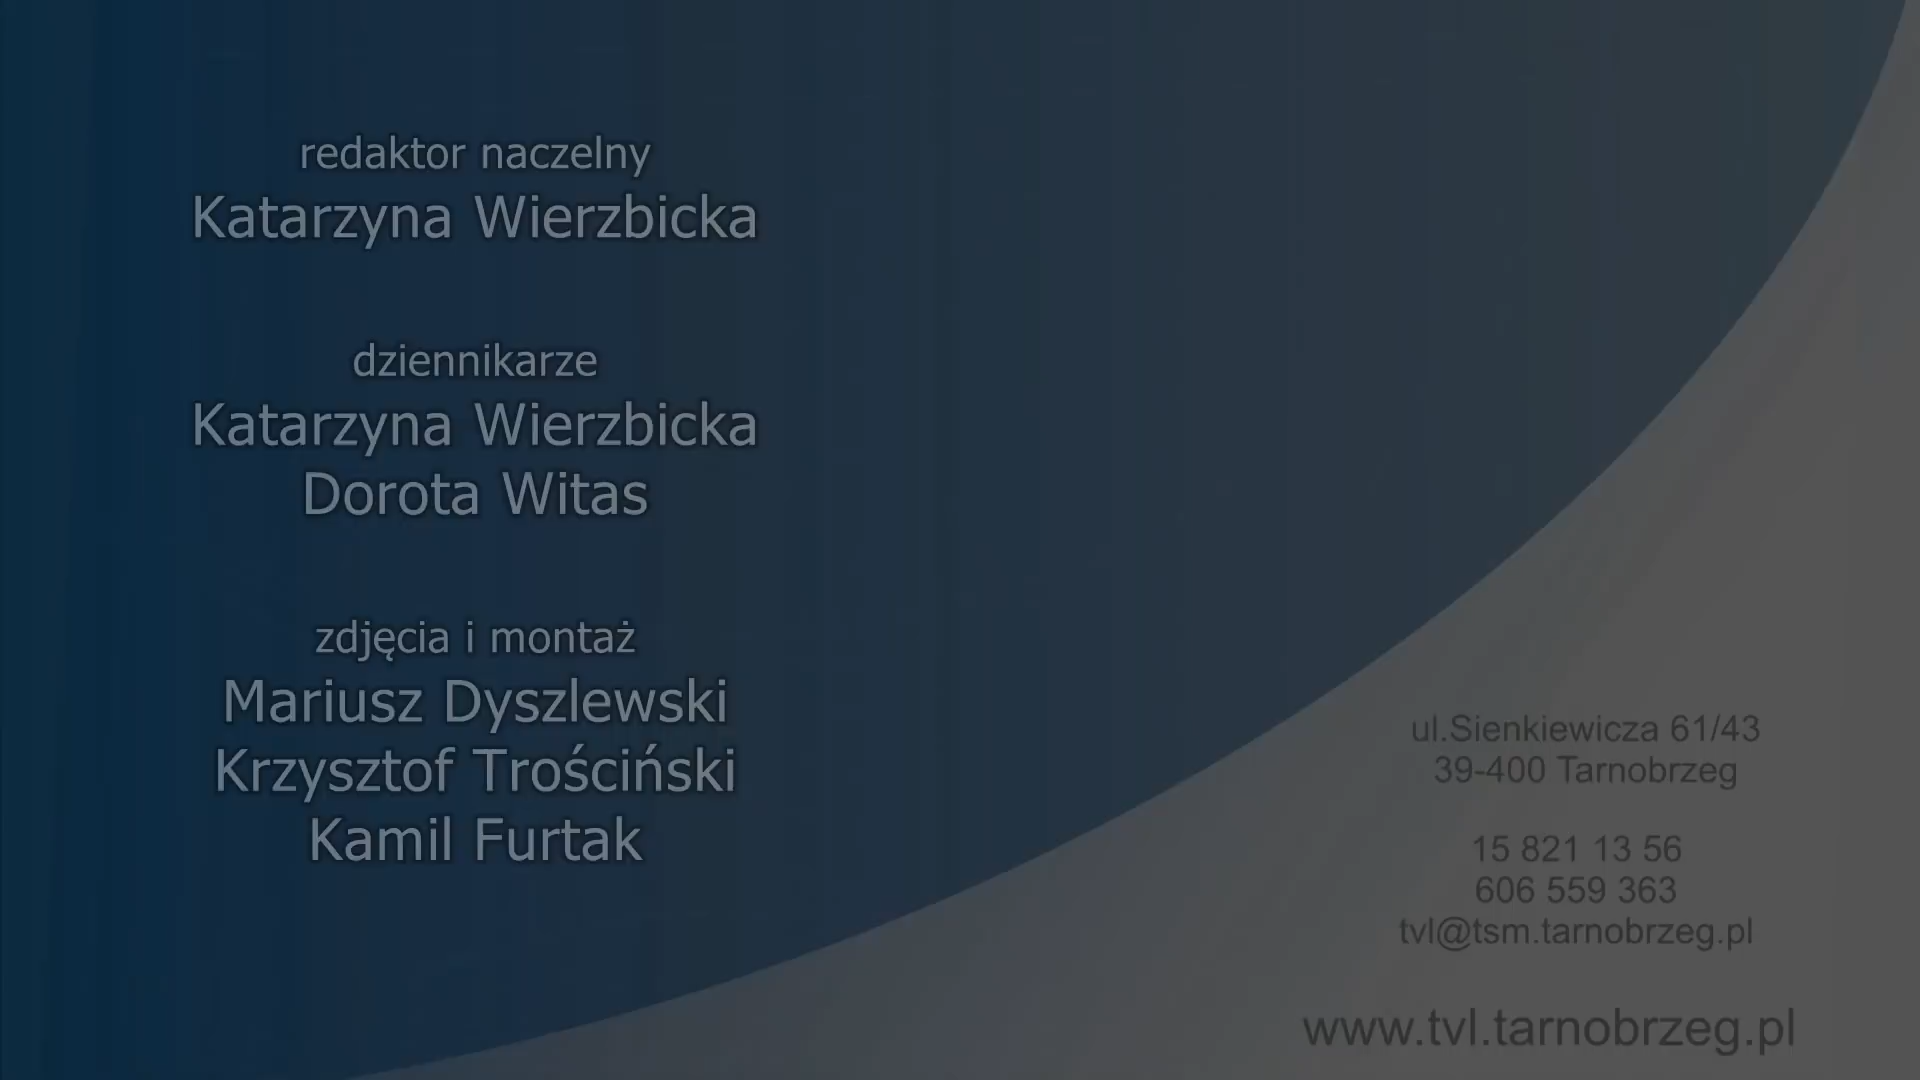 redaktor naczelny
Katarzyna Wierzbicka
dziennikarze
Katarzyna Wierzbicka
Dorota Witas
zdjęcia i montaż
Mariusz Dyszlewski
Krzysztof Trościński
Kamil Furtak
ul.Sienkiewicza 61/43
39-400 Tarnobrzeg
15 821 13 56
606 559 363
tvl@tsm.tarnobrzeg.pl
www.tvl.tarnobrzeg.pl